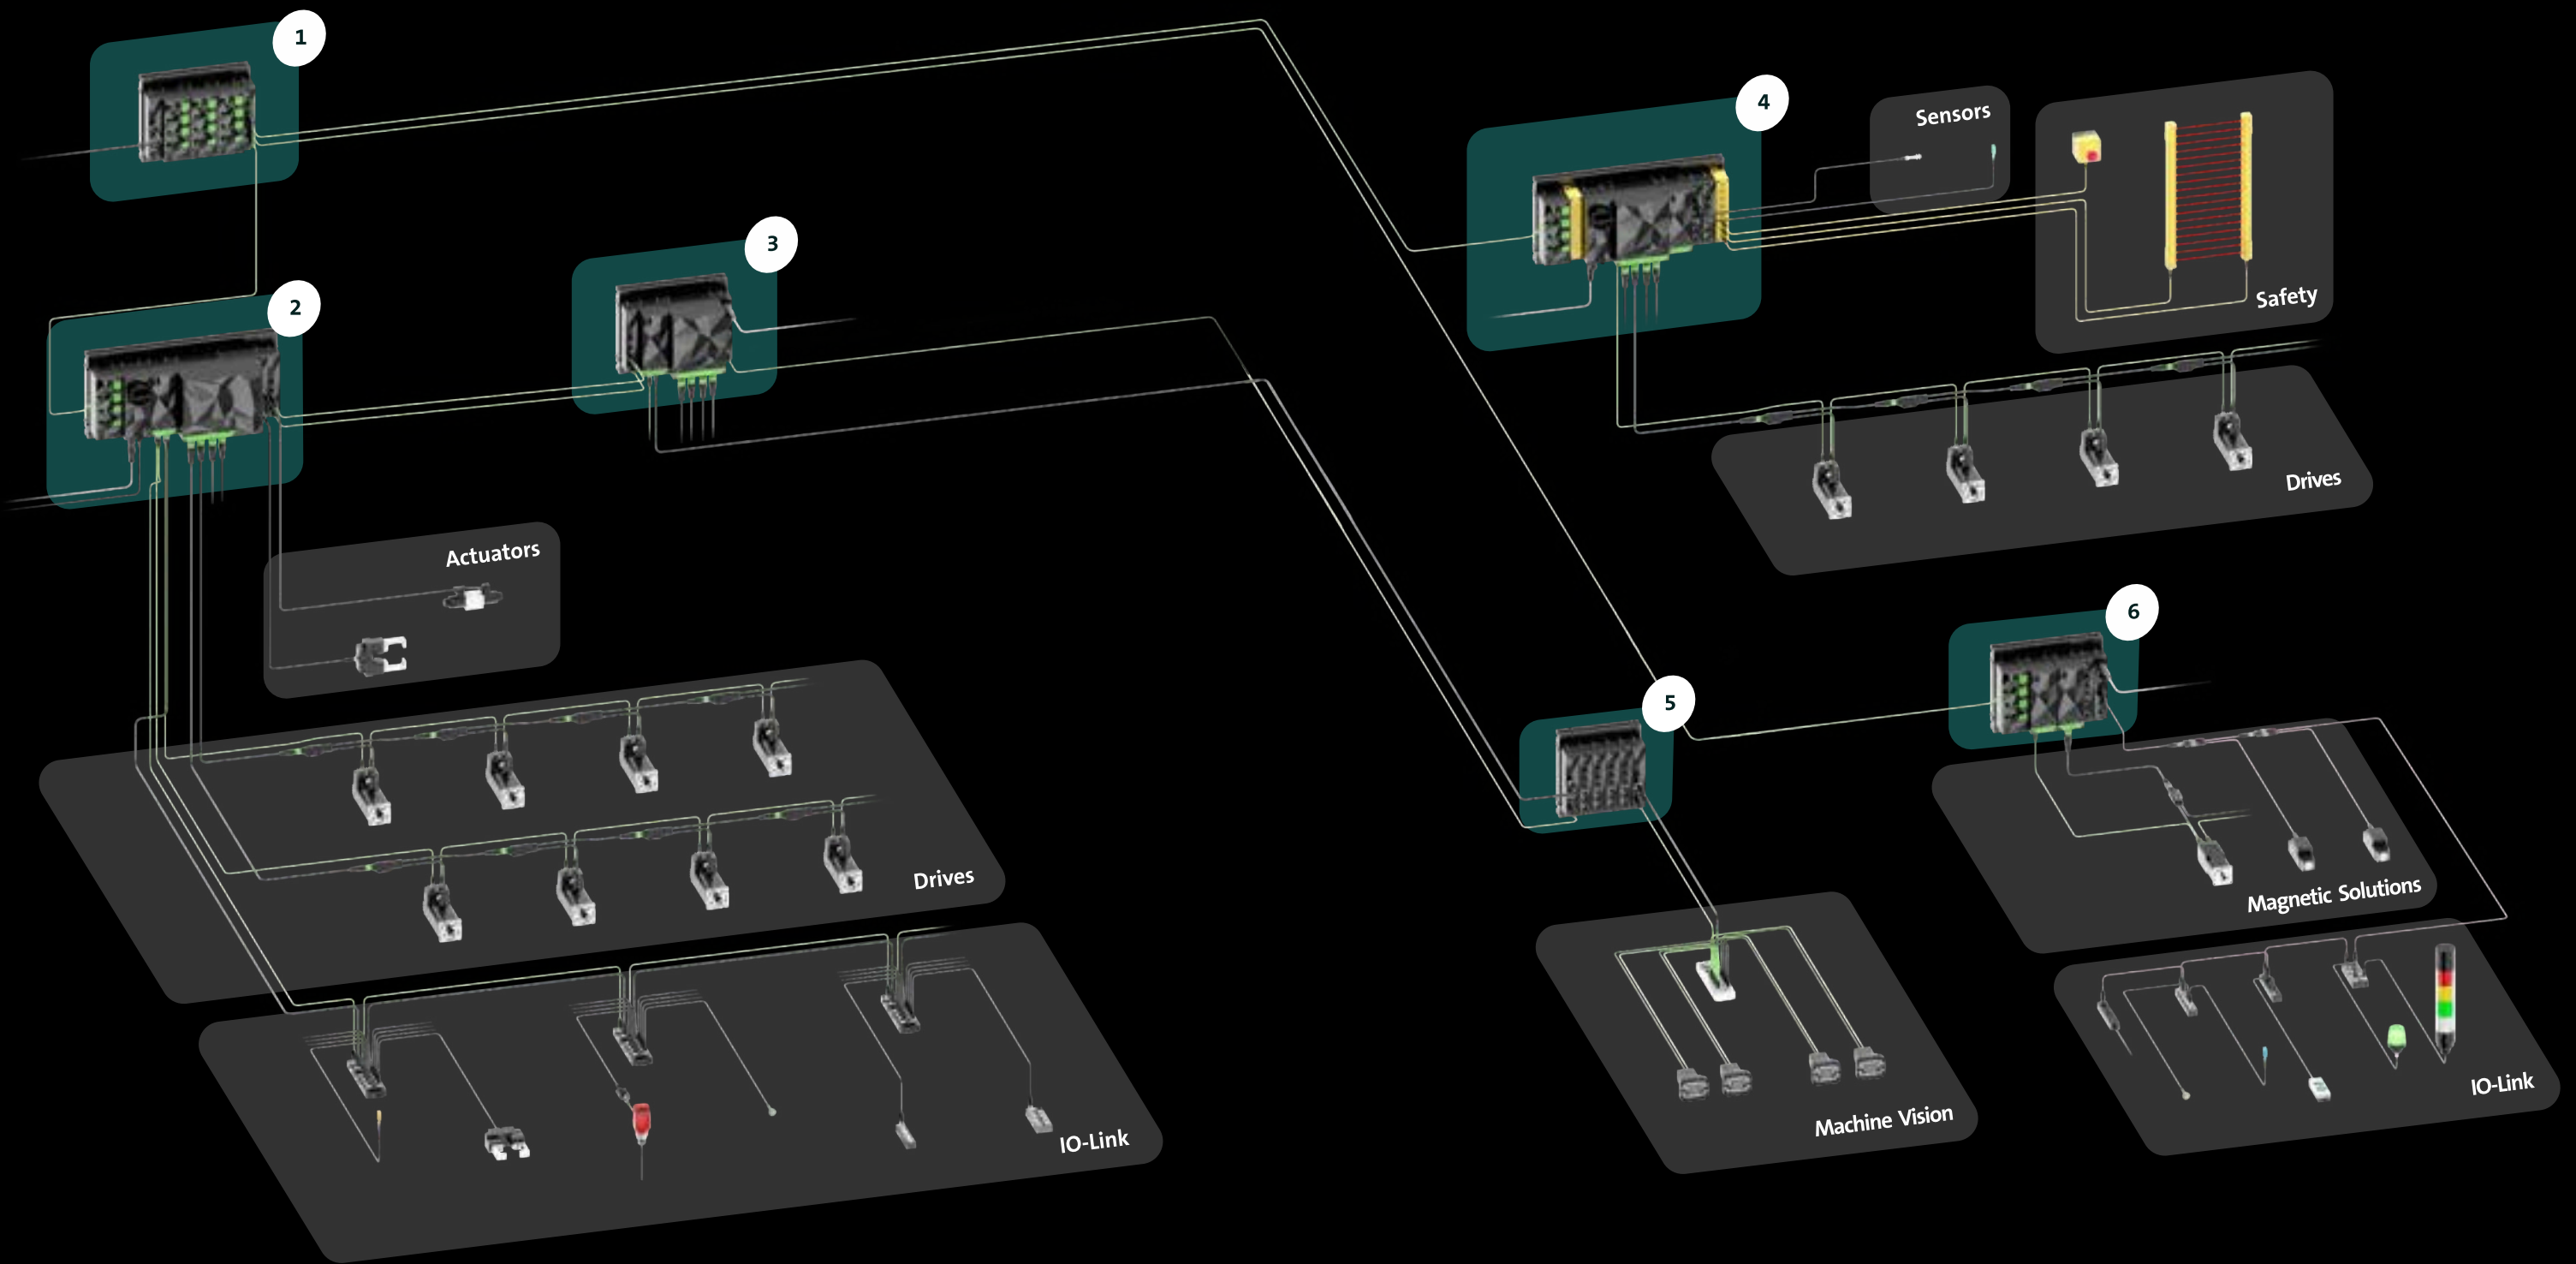 1
4
Sensors
3
Safety
2
Drives
Actuators
6
5
Drives
Magnetic Solutions
IO-Link
Machine Vision
IO-Link